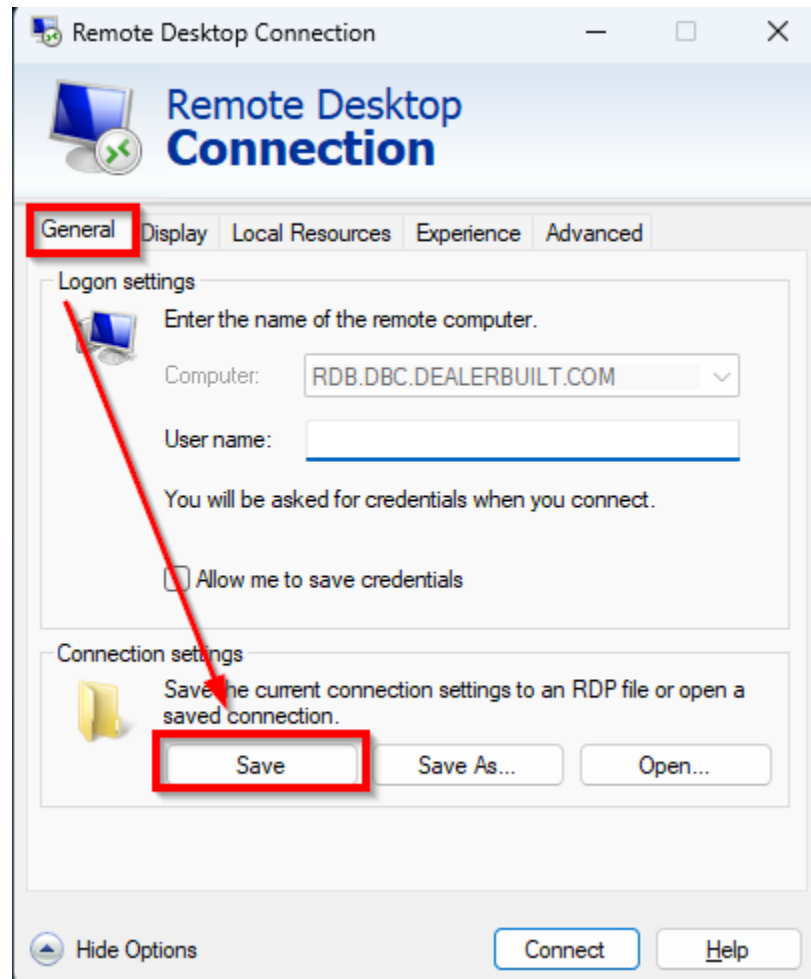 Remote Desktop Connection
Remote Desktop
Connection
General Display Local Resources Experience Advanced
Logon settings
Enter the name of the remote computer.
Computer: RDB.DBC.DEALERBUILT.COM
User name:
You will be asked for credentials when you connect.
Allow me to save credentials
Connection settings
Save the current connection settings to an RDP file or open a
saved connection.
Save Save As... Open...
Hide Options Connect Help